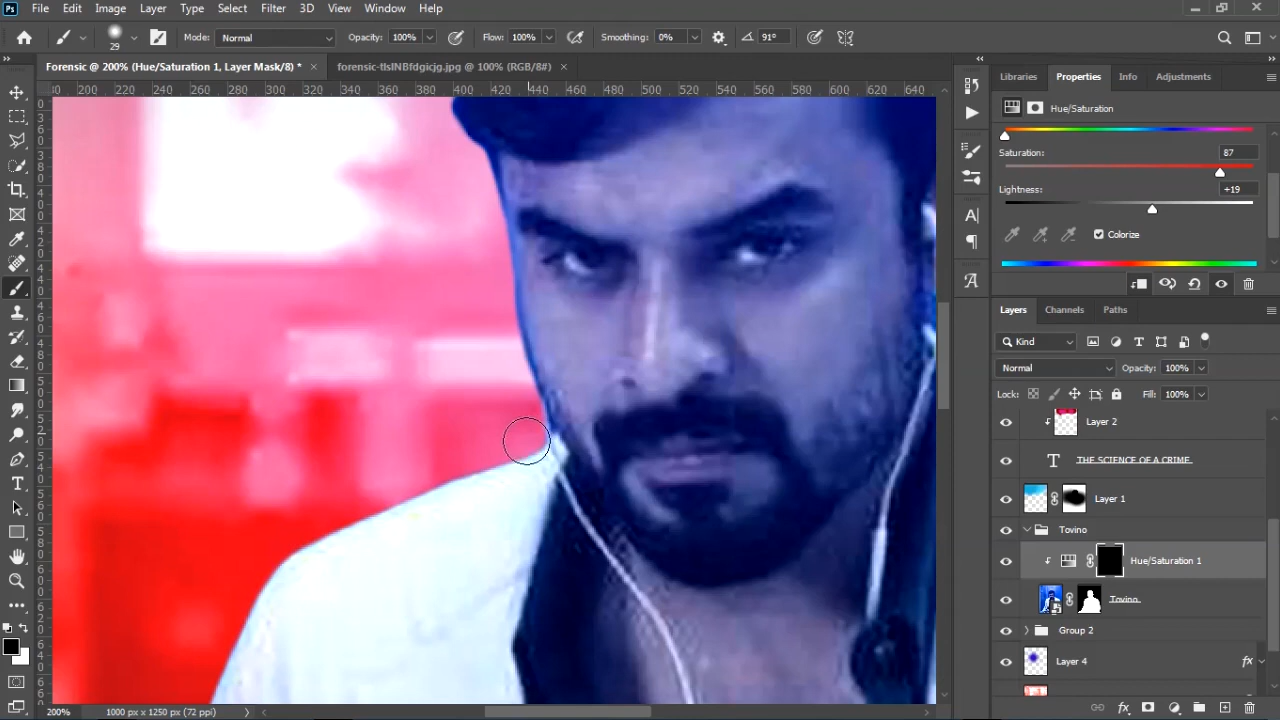 Ps File Edit Image Layer Type Select Filter 3D View Window Help
29 Mode: Normal Opacity: 100% Flow: 100% Smoothing: 0% 91°
Forensic @ 200% (Hue/Saturation 1, Layer Mask/8) * × forensic-tlsINBfdgicjg.jpg @ 100% (RGB/8#) ×
200 220 240 260 280 300 320 340 360 380 400 420 440 460 480 500 520 540 560 580 600 620 640
Libraries Properties Info Adjustments
Hue/Saturation
Saturation: 87
Lightness: +19
Colorize
Layers Channels Paths
Kind
Normal Opacity: 100%
Lock: Fill: 100%
Layer 2
THE SCIENCE OF A CRIME
Layer 1
Tovino
Hue/Saturation 1
Tovino
Group 2
Layer 4 fx
200% 1000 px x 1250 px (72 ppi)